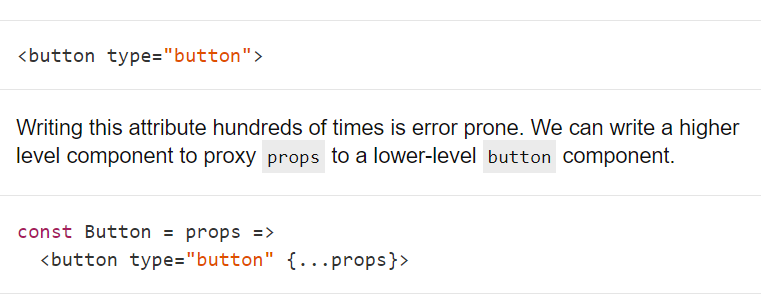 <button type="button">
Writing this attribute hundreds of times is error prone. We can write a higher
level component to proxy props to a lower-level button component.
const Button = props =>
  <button type="button" {...props}>